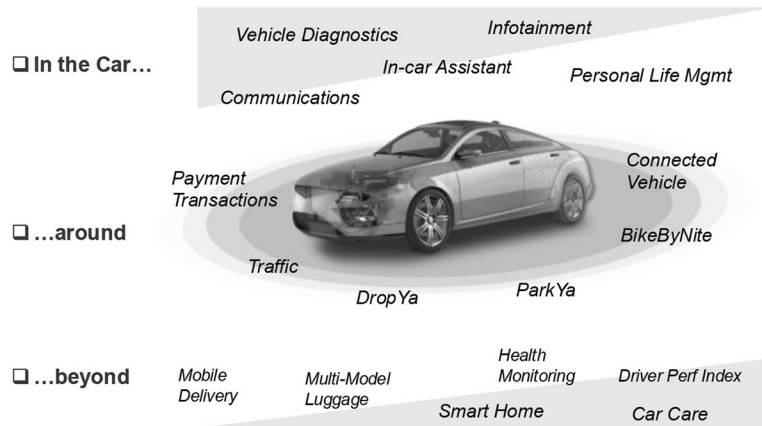 Vehicle Diagnostics
Infotainment
❑ In the Car…
In-car Assistant
Personal Life Mgmt
Communications
Payment
Transactions
Connected
Vehicle
❑ …around
BikeByNite
Traffic
DropYa
ParkYa
❑ …beyond
Mobile
Delivery
Multi-Model
Luggage
Health
Monitoring
Driver Perf Index
Smart Home
Car Care